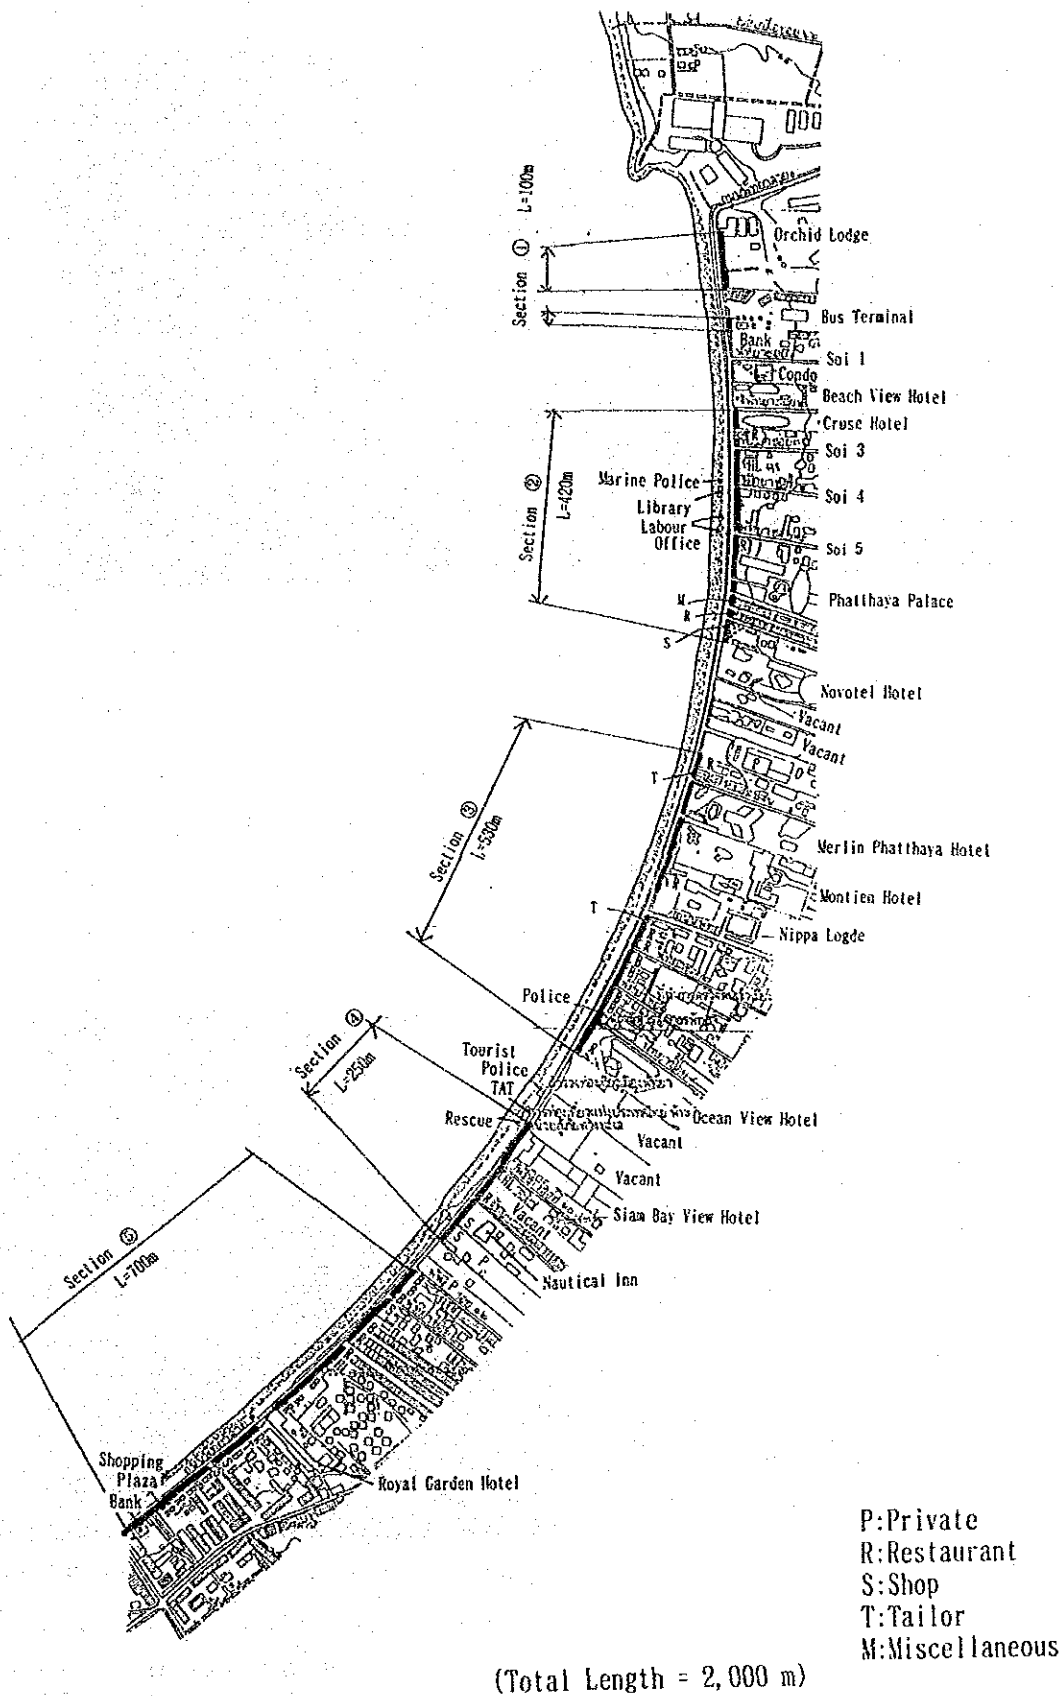 Orchid Lodge
Section ① L=100m
Bus Terminal
Bank
Soi 1
Condo
Beach View Hotel
Cruse Hotel
Soi 3
Marine Police
Soi 4
Library
Labour
Office
Section ②
L=420m
R
Soi 5
M
Phatthaya Palace
R
S
Novotel Hotel
Vacant
Vacant
T
R
Section ③
L=530m
Merlin Phatthaya Hotel
Montien Hotel
T
Nippa Logde
Police
Section ④
L=250m
Tourist
Police
TAT
Rescue
Ocean View Hotel
Vacant
Vacant
Siam Bay View Hotel
Vacant
S
S
R
P
Nautical Inn
Section ⑤
L=700m
P
Shopping
Plaza
Bank
Royal Garden Hotel
P:Private
R:Restaurant
S:Shop
T:Tailor
M:Miscellaneous
(Total Length = 2,000 m)